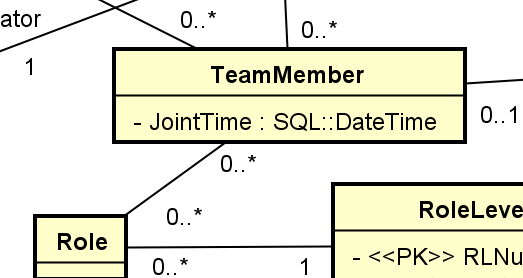 ator
0..*
0..*
1
TeamMember
- JointTime : SQL::DateTime
0..1
0..*
0..*
Role
RoleLeve
0..*
1
- <<PK>> RLNu